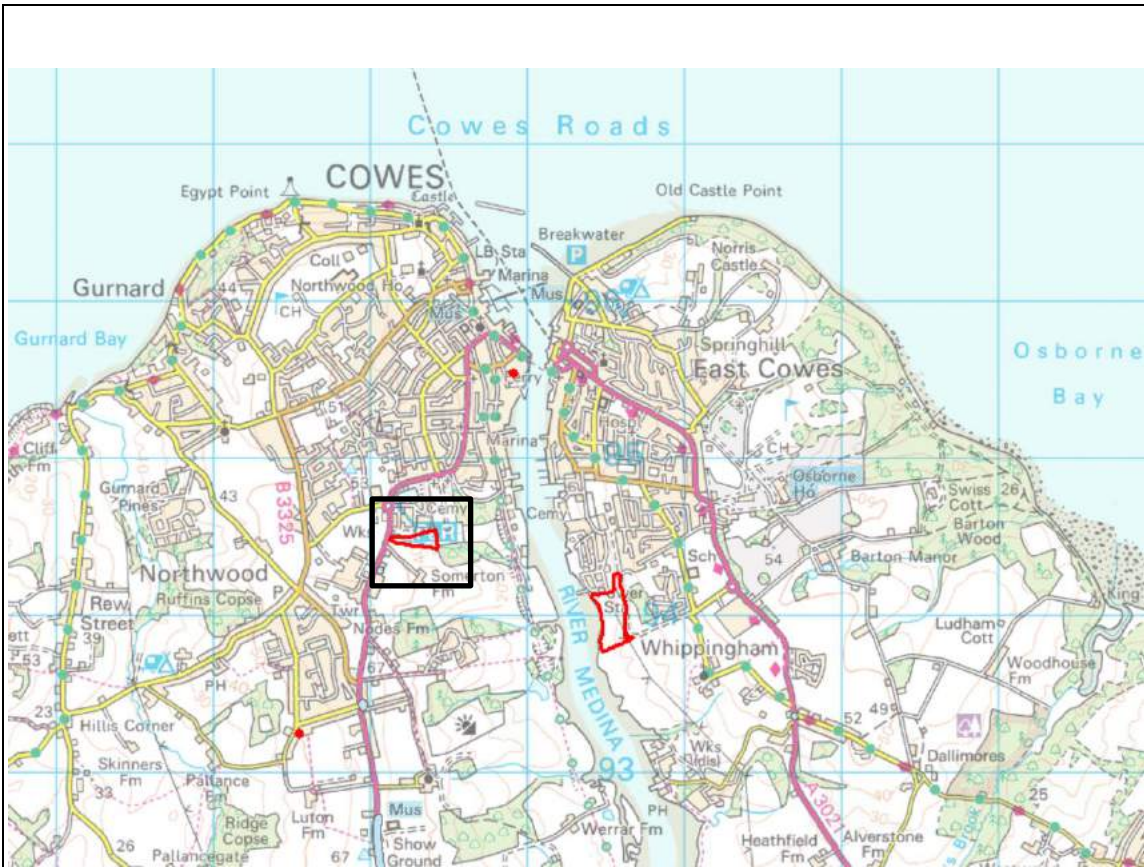 Cowes Roads
COWES
Egypt Point
Castle
Old Castle Point
Breakwater
P
LB Sta
Norris
Castle
Coll
Marina
Gurnard
44
Northwood Ho
Mus
CH
Mus
Gurnard Bay
Springhill
East Cowes
Osborne
Bay
51
Hosp
Cliff
Fm
Marina
CH
Gurnard
Pines
43
B3325
53
Osborne
Ho
Swiss 26
Cott
Barton
Wood
Cemy
Cemy
Wks
Sch
54
Barton Manor
Northwood
Somerton
Fm
Ruffins Copse
P
Rew
Street
Twr
Nodes Fm
RIVER MEDINA
Whippingham
King
Ludham
Cott
39
53
67
PH
Woodhouse
Fm
23
Hillis Corner
52
49
Skinners
Fm
Pallance
Fm
Wks
(dis)
93
Dallimores
33
Luton
Fm
Mus
PH
A 3021
25
26
Ridge
Copse
Show
Ground
Werrar Fm
Heathfield
Fm
Alverstone
Fm
s Brook
Pallancegate
67